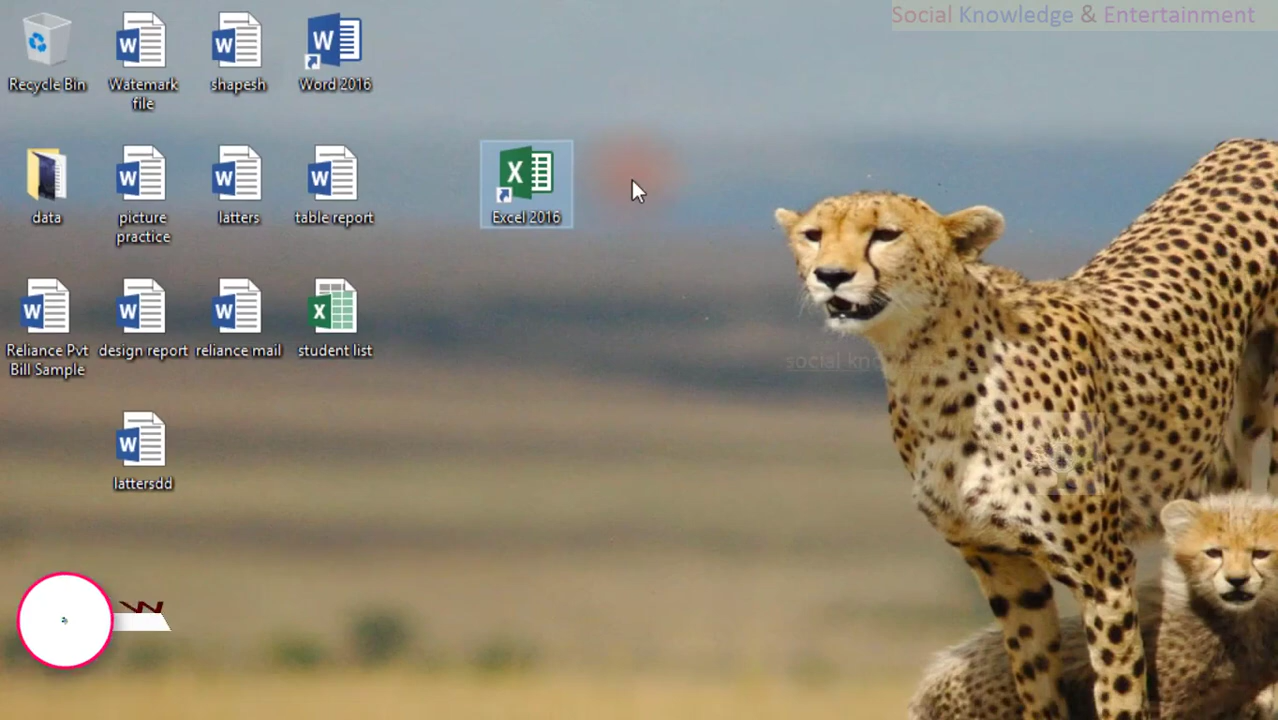 Social Knowledge & Entertainment
Recycle Bin
Watemark
file
shapesh
Word 2016
data
picture
practice
latters
table report
Excel 2016
Reliance Pvt
Bill Sample
design report
reliance mail
student list
lattersdd